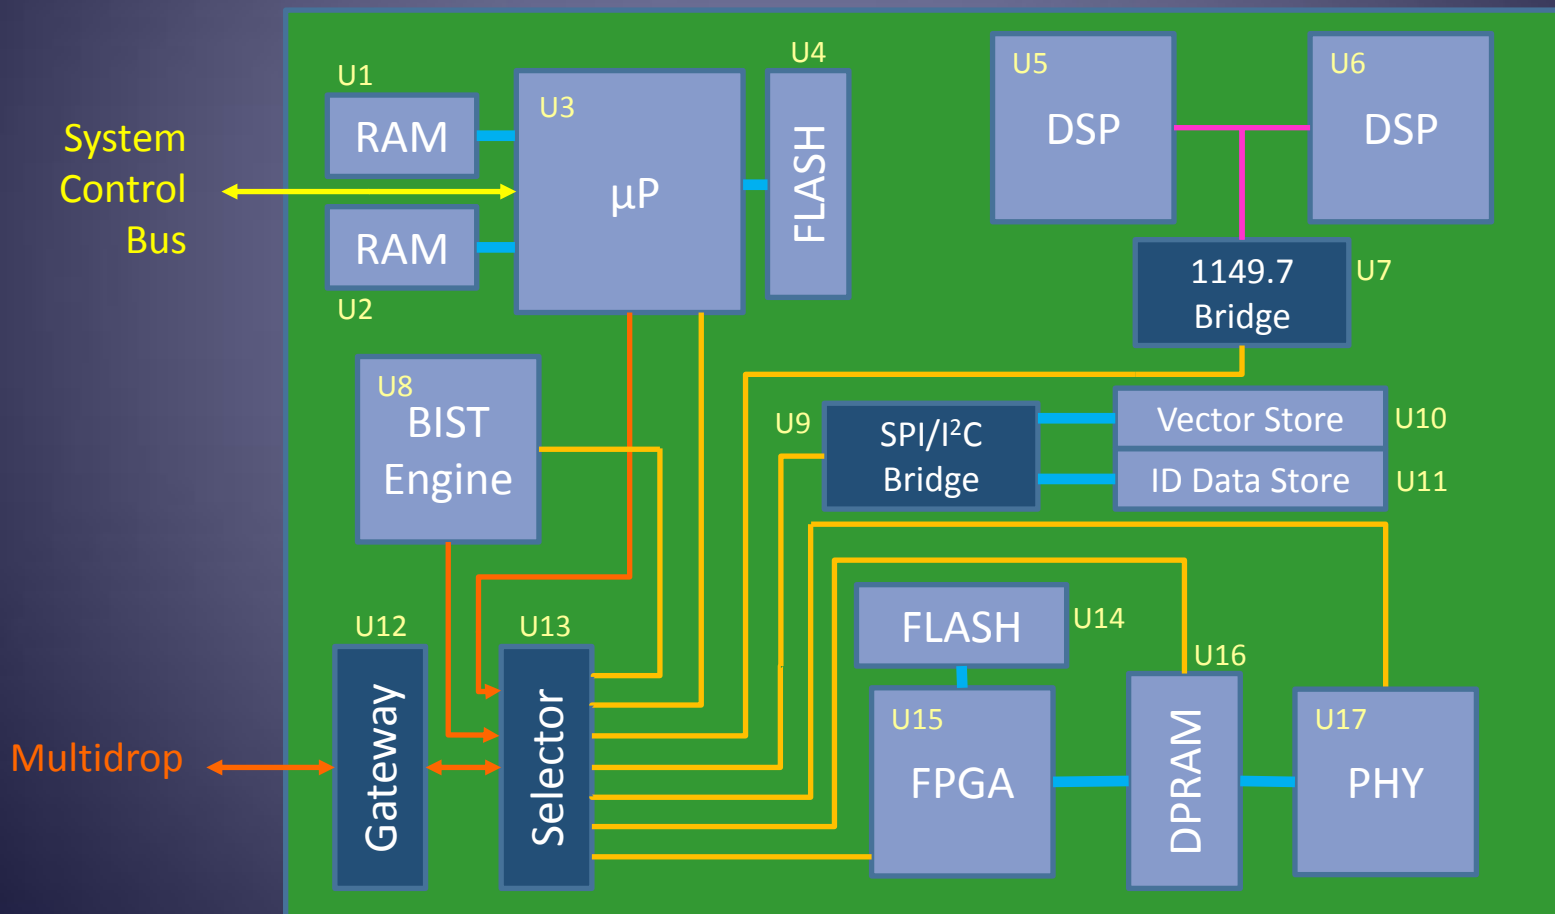 U1
RAM
System
Control
Bus
RAM
U2
U3
µP
U4
FLASH
U5
DSP
U6
DSP
1149.7
Bridge
U7
U8
BIST
Engine
U9
SPI/I²C
Bridge
Vector Store
U10
ID Data Store
U11
U12
Gateway
Multidrop
U13
Selector
FLASH
U14
U15
FPGA
U16
DPRAM
U17
PHY